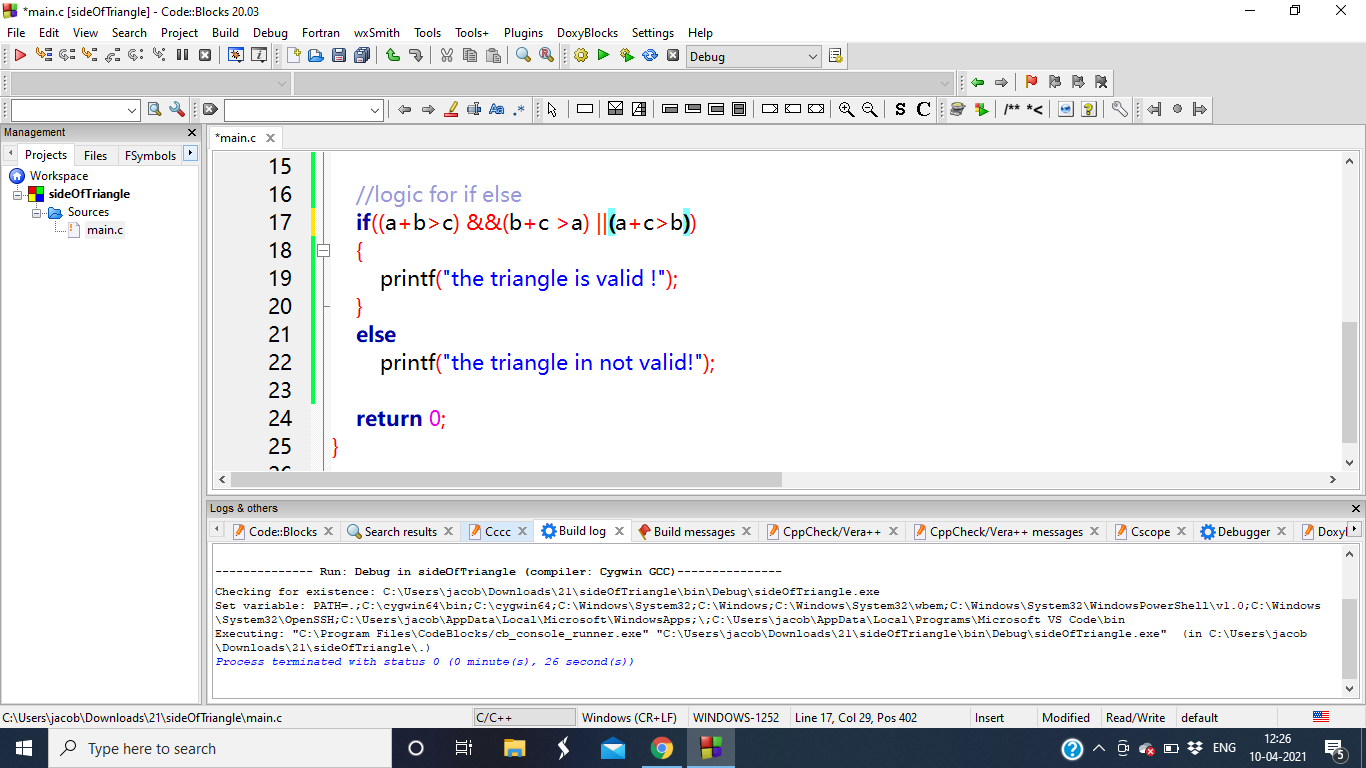 *main.c [sideOfTriangle] - Code::Blocks 20.03
File Edit View Search Project Build Debug Fortran wxSmith Tools Tools+ Plugins DoxyBlocks Settings Help
Debug
/** *<
S C
Management
Projects Files FSymbols
Workspace
sideOfTriangle
Sources
main.c
*main.c
15
16 //logic for if else
17 if((a+b>c) &&(b+c >a) ||(a+c>b))
18 {
19 printf("the triangle is valid !");
20 }
21 else
22 printf("the triangle in not valid!");
23
24 return 0;
25 }
26
Logs & others
Code::Blocks Search results Cccc Build log Build messages CppCheck/Vera++ CppCheck/Vera++ messages Cscope Debugger Doxyl
-------------- Run: Debug in sideOfTriangle (compiler: Cygwin GCC)---------------
Checking for existence: C:\Users\jacob\Downloads\21\sideOfTriangle\bin\Debug\sideOfTriangle.exe
Set variable: PATH=.;C:\cygwin64\bin;C:\cygwin64;C:\Windows\System32;C:\Windows;C:\Windows\System32\wbem;C:\Windows\System32\WindowsPowerShell\v1.0;C:\Windows
\System32\OpenSSH;C:\Users\jacob\AppData\Local\Microsoft\WindowsApps;\;C:\Users\jacob\AppData\Local\Programs\Microsoft VS Code\bin
Executing: "C:\Program Files\CodeBlocks/cb_console_runner.exe" "C:\Users\jacob\Downloads\21\sideOfTriangle\bin\Debug\sideOfTriangle.exe" (in C:\Users\jacob
\Downloads\21\sideOfTriangle\.)
Process terminated with status 0 (0 minute(s), 26 second(s))
C:\Users\jacob\Downloads\21\sideOfTriangle\main.c C/C++ Windows (CR+LF) WINDOWS-1252 Line 17, Col 29, Pos 402 Insert Modified Read/Write default
Type here to search
ENG
12:26
10-04-2021
5